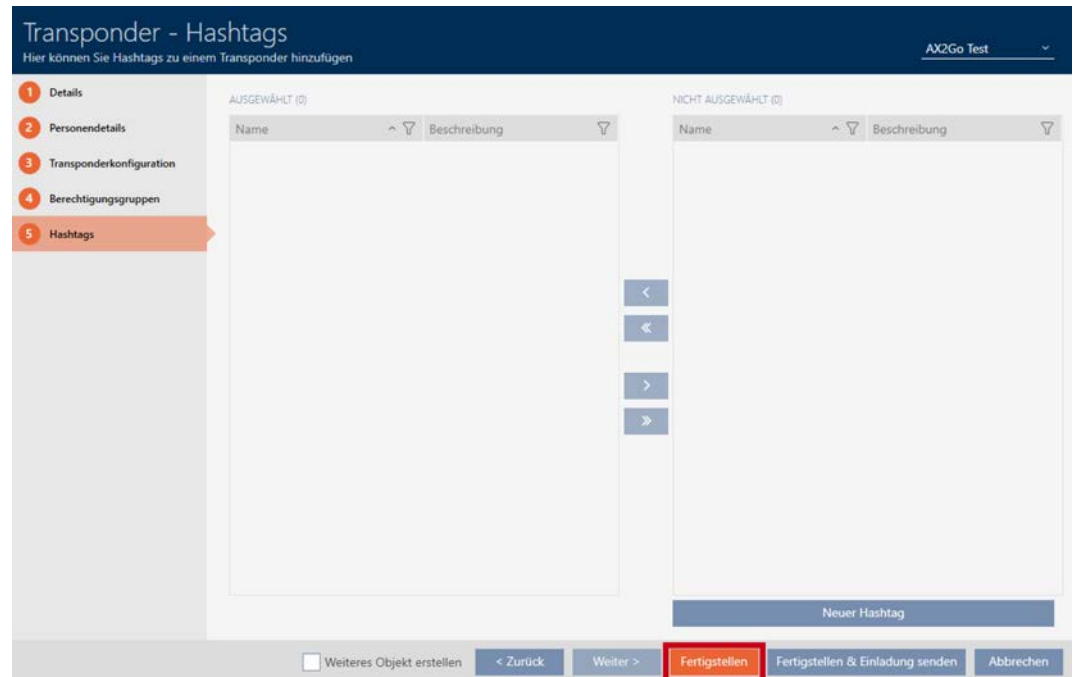 Transponder - Hashtags
Hier können Sie Hashtags zu einem Transponder hinzufügen
AX2Go Test
1 Details
2 Personendetails
3 Transponderkonfiguration
4 Berechtigungsgruppen
5 Hashtags
AUSGEWÄHLT (0)
Name Beschreibung
NICHT AUSGEWÄHLT (0)
Name Beschreibung
<
«
>
»
Neuer Hashtag
Weiteres Objekt erstellen < Zurück Weiter > Fertigstellen Fertigstellen & Einladung senden Abbrechen